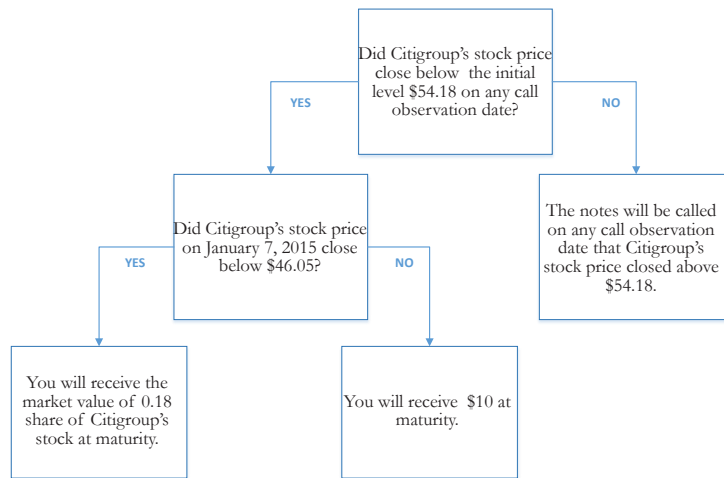 Did Citigroup's stock price
close below the initial
level $54.18 on any call
observation date?
YES
NO
Did Citigroup's stock price
on January 7, 2015 close
below $46.05?
The notes will be called
on any call observation
date that Citigroup's
stock price closed above
$54.18.
YES
NO
You will receive the
market value of 0.18
share of Citigroup's
stock at maturity.
You will receive $10 at
maturity.